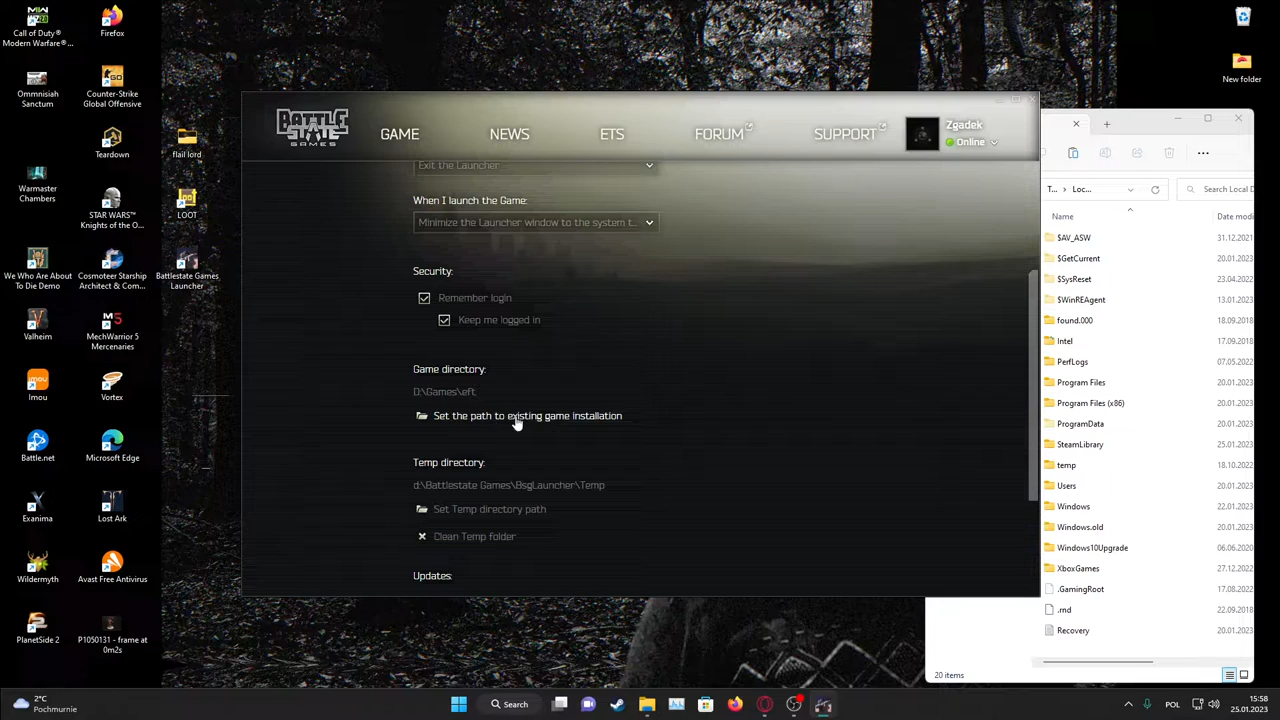 Call of Duty®
Modern Warfare® ...
Firefox
Ommnisiah
Sanctum
Counter-Strike
Global Offensive
Teardown
flail lord
Warmaster
Chambers
STAR WARS™
Knights of the O...
LOOT
We Who Are About
To Die Demo
Cosmoteer Starship
Architect & Com...
Battlestate Games
Launcher
Valheim
MechWarrior 5
Mercenaries
Imou
Vortex
Battle.net
Microsoft Edge
Exanima
Lost Ark
Wildermyth
Avast Free Antivirus
PlanetSide 2
P1050131 - frame at
0m2s
New folder
BATTLE
STATE
GAMES
GAME
NEWS
ETS
FORUM
SUPPORT
Zgadek
Online
Exit the Launcher
When I launch the Game:
Minimize the Launcher window to the system t...
Security:
Remember login
Keep me logged in
Game directory:
D:\Games\eft
Set the path to existing game installation
Temp directory:
d:\Battlestate Games\BsgLauncher\Temp
Set Temp directory path
Clean Temp folder
Updates:
T... Loc...
Search Local D
Name Date modi
$AV_ASW 31.12.2021
$GetCurrent 20.01.2023
$SysReset 23.04.2022
$WinREAgent 13.01.2023
found.000 18.09.2018
Intel 17.09.2018
PerfLogs 07.05.2022
Program Files 20.01.2023
Program Files (x86) 20.01.2023
ProgramData 20.01.2023
SteamLibrary 25.01.2023
temp 18.10.2022
Users 20.01.2023
Windows 22.01.2023
Windows.old 20.01.2023
Windows10Upgrade 06.06.2020
XboxGames 27.12.2022
.GamingRoot 17.08.2022
.rnd 22.09.2018
Recovery 20.01.2023
20 items
2°C
Pochmurnie
Search
POL
15:58
25.01.2023